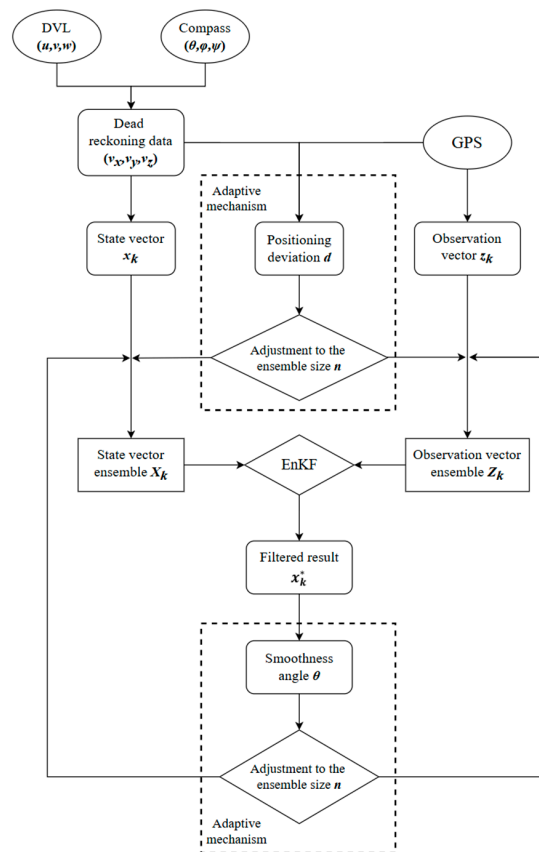 DVL
(u,v,w)
Compass
(θ,φ,ψ)
Dead
reckoning data
(vx,vy,vz)
GPS
Adaptive
mechanism
State vector
xk
Positioning
deviation d
Observation
vector zk
Adjustment to the
ensemble size n
State vector
ensemble Xk
EnKF
Observation vector
ensemble Zk
Filtered result
x*k
Smoothness
angle θ
Adjustment to the
ensemble size n
Adaptive
mechanism